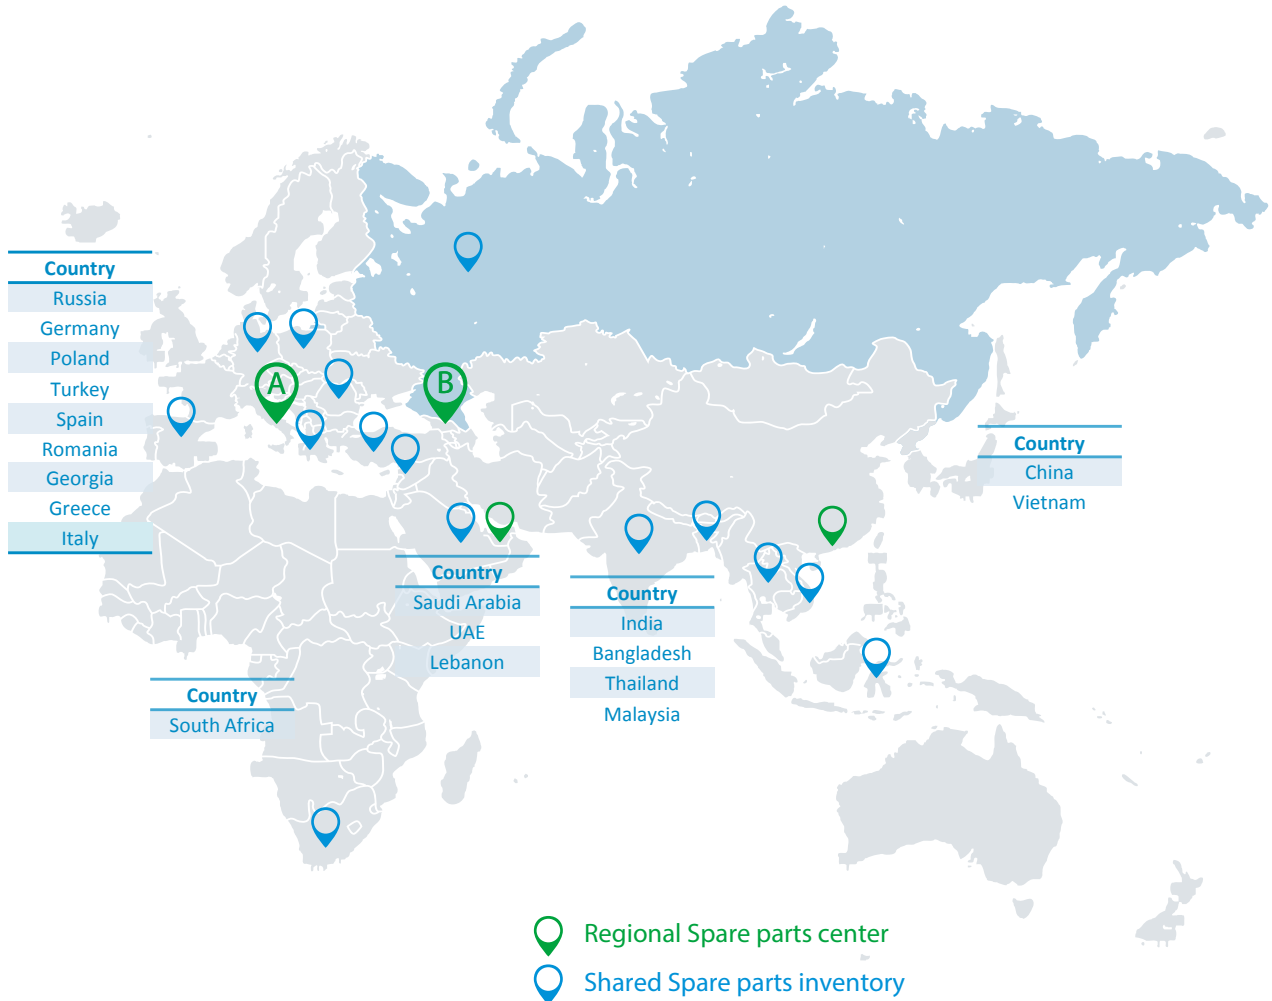 Country
Russia
Germany
Poland
Turkey
Spain
Romania
Georgia
Greece
Italy
A
B
Country
China
Vietnam
Country
Saudi Arabia
UAE
Lebanon
Country
India
Bangladesh
Thailand
Malaysia
Country
South Africa
Regional Spare parts center
Shared Spare parts inventory